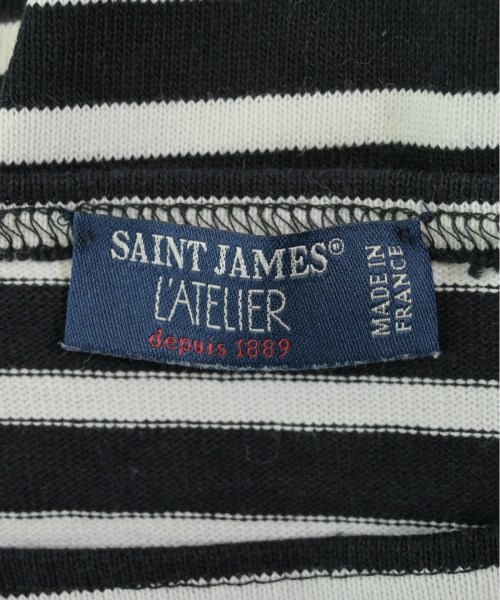 SAINT JAMES®
L'ATELIER
depuis 1889
MADE IN
FRANCE